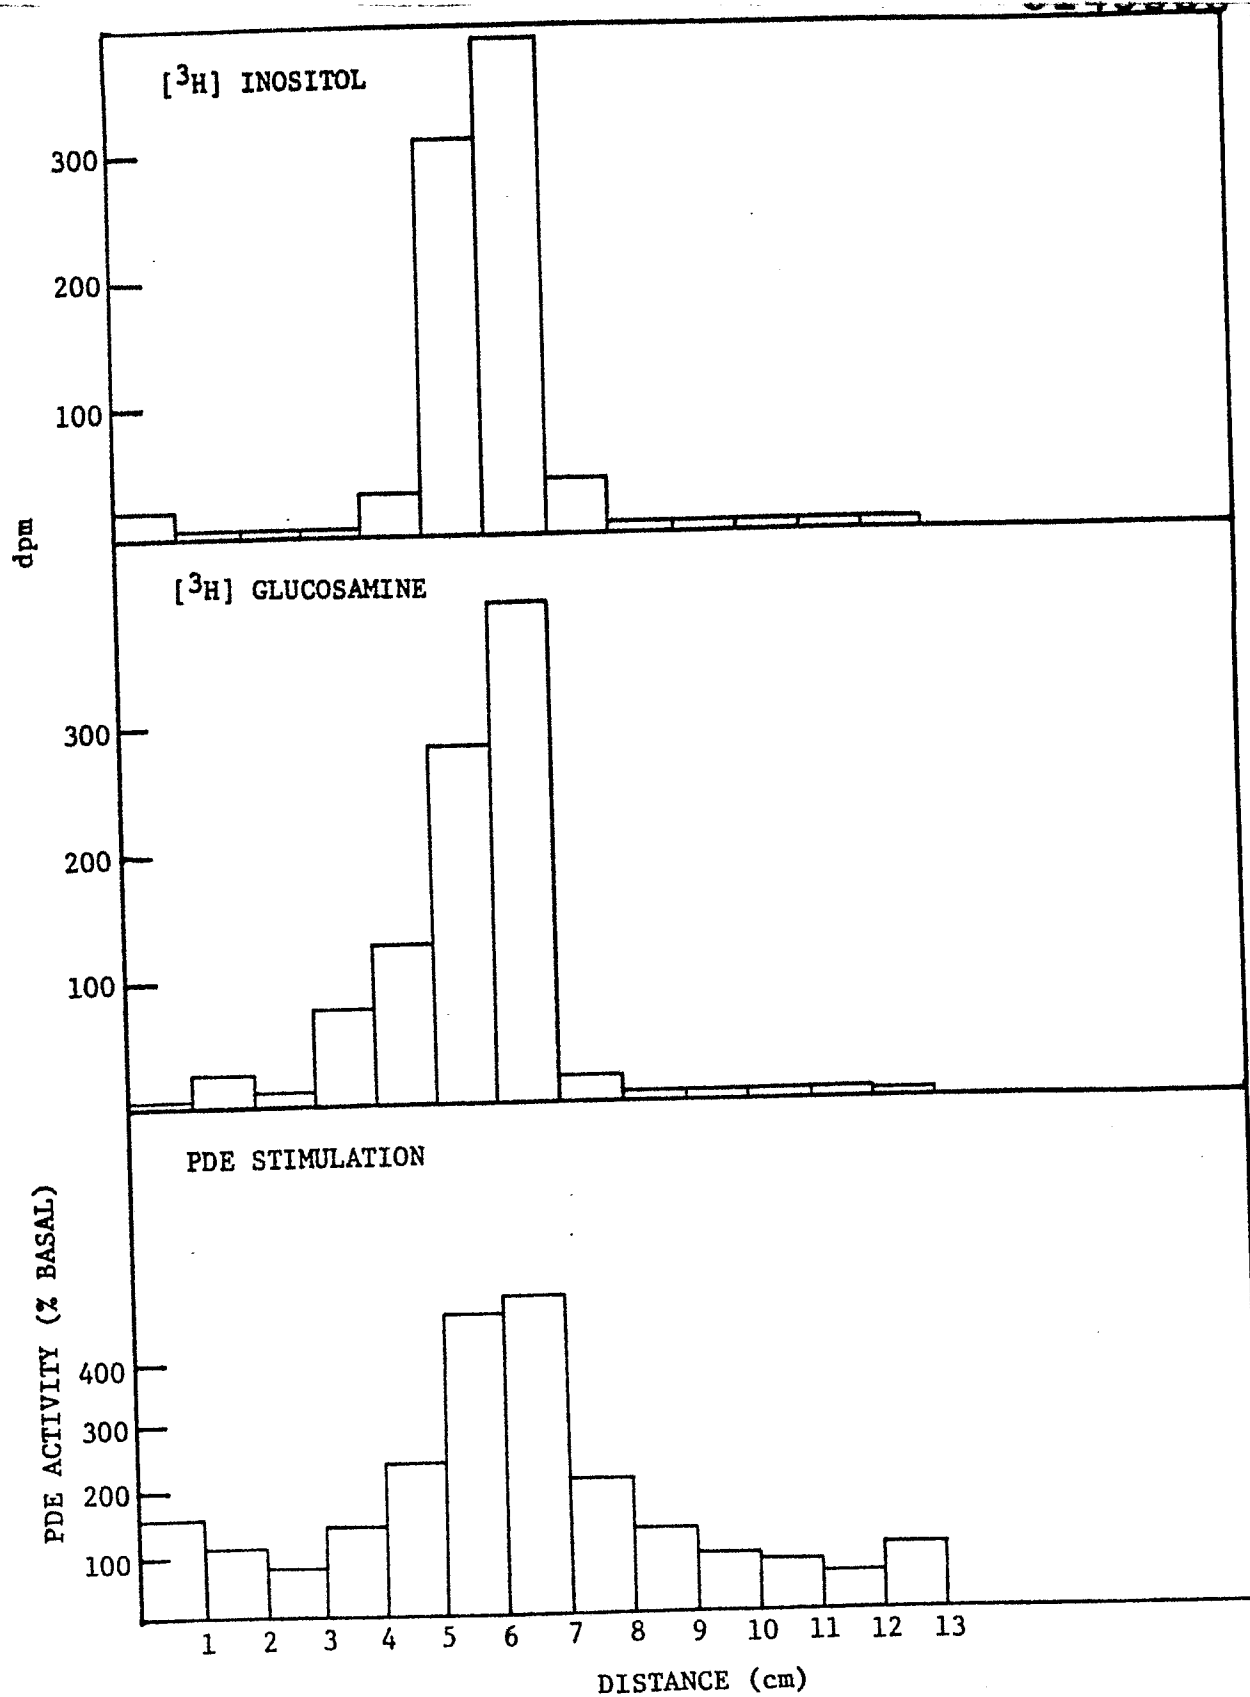 [³H] INOSITOL
300
200
100
dpm
[³H] GLUCOSAMINE
300
200
100
PDE STIMULATION
PDE ACTIVITY (% BASAL)
400
300
200
100
1 2 3 4 5 6 7 8 9 10 11 12 13
DISTANCE (cm)